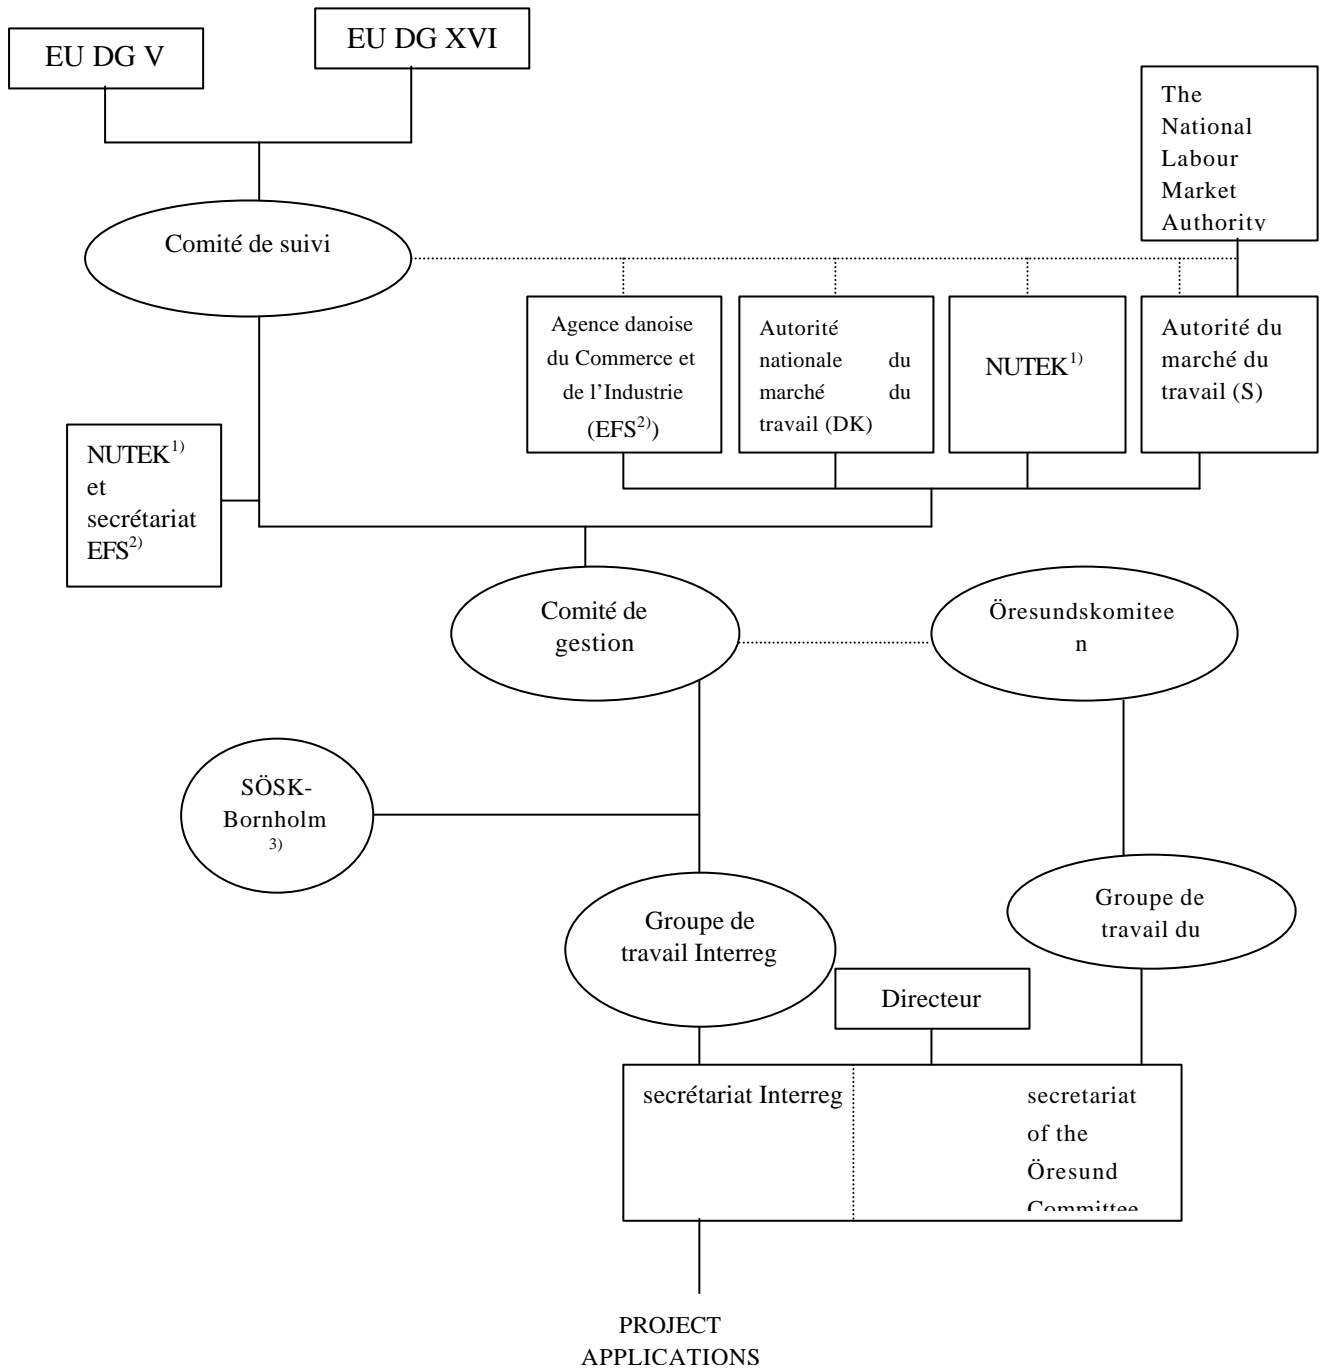 EU DG V
EU DG XVI
The
National
Labour
Market
Authority
Comité de suivi
Agence danoise
du Commerce et
de l’Industrie
(EFS2))
Autorité
nationale du
marché du
travail (DK)
NUTEK1)
Autorité du
marché du
travail (S)
NUTEK1)
et
secrétariat
EFS2)
Comité de
gestion
Öresundskomitee
n
SÖSK-
Bornholm
3)
Groupe de
travail Interreg
Groupe de
travail du
Directeur
secrétariat Interreg
secretariat
of the
Öresund
Committee
PROJECT
APPLICATIONS